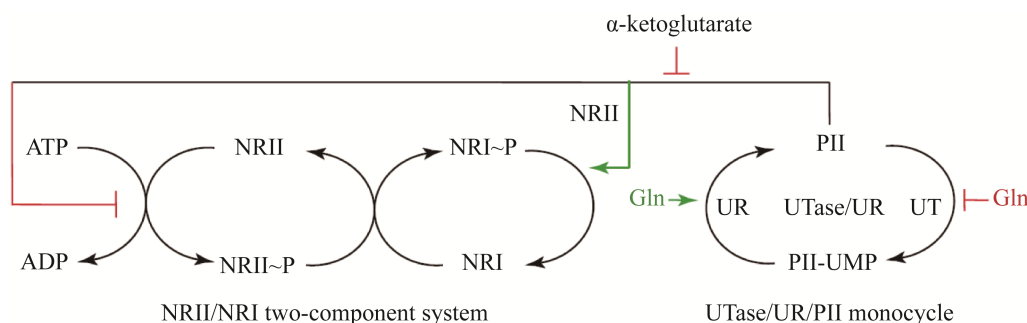 α-ketoglutarate
NRII
ATP
NRII
NRI~P
PII
Gln
UR
UTase/UR
UT
Gln
ADP
NRII~P
NRI
PII-UMP
NRII/NRI two-component system
UTase/UR/PII monocycle